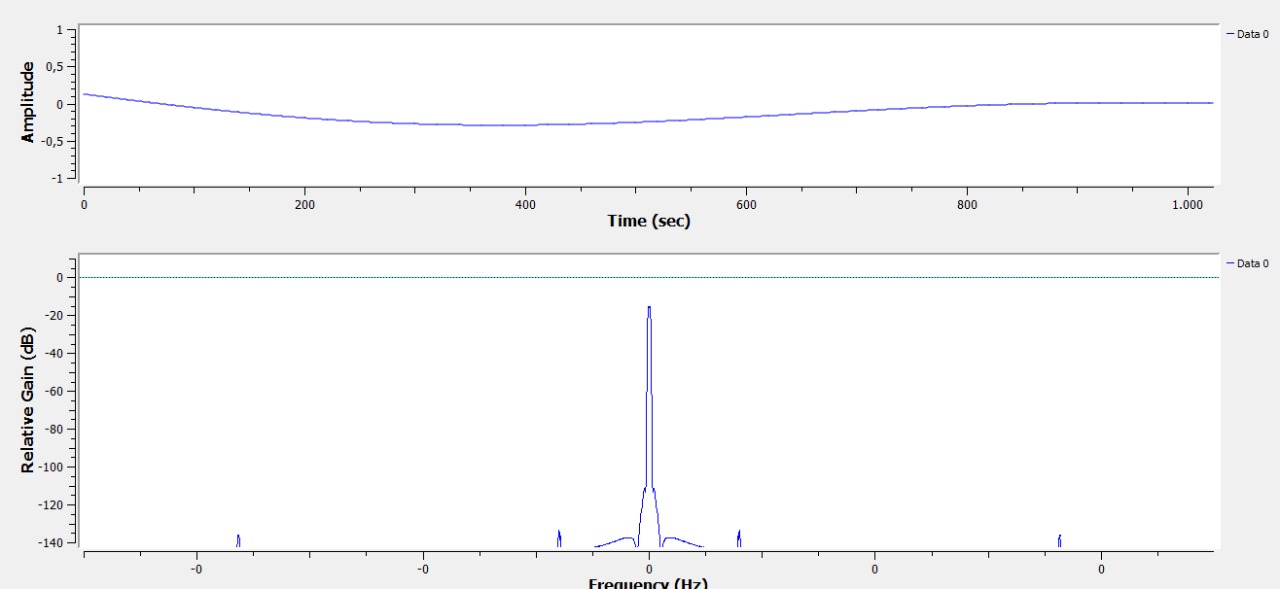 1
Data 0
0,5
0
-0,5
-1
Amplitude
0 200 400 600 800 1.000
Time (sec)
Data 0
0
-20
-40
-60
-80
-100
-120
-140
Relative Gain (dB)
-0 -0 0 0 0
Frequency (Hz)